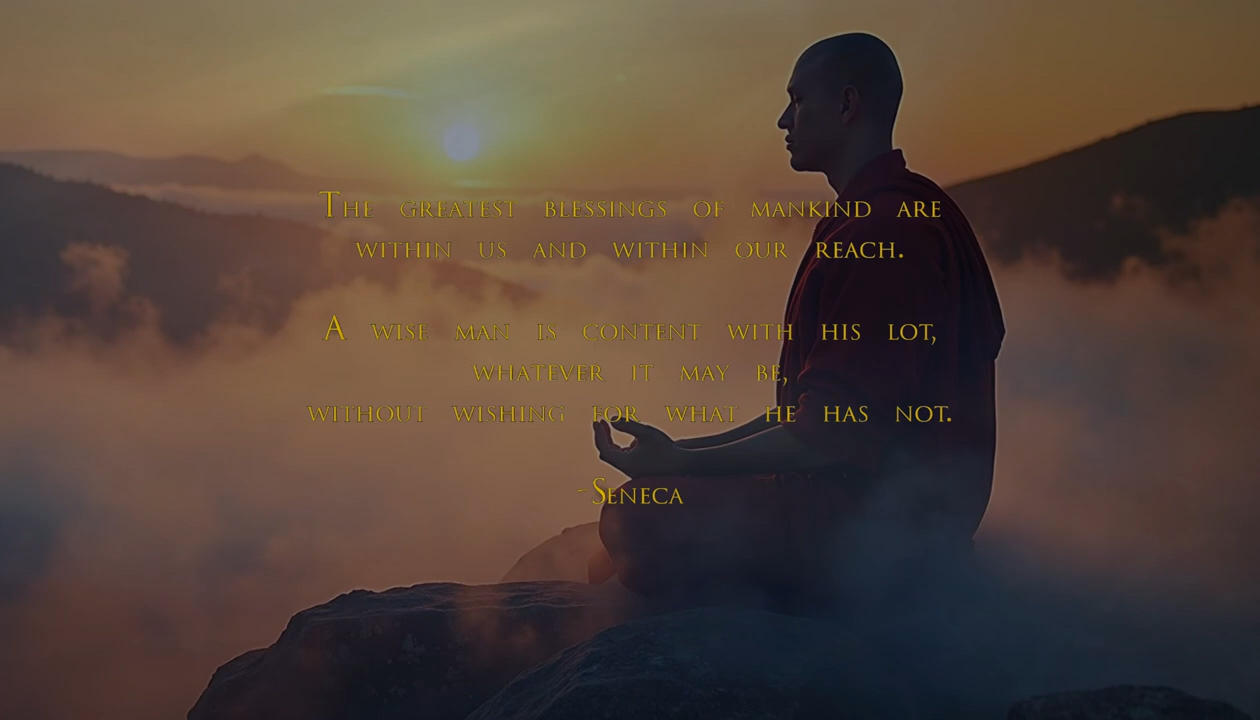 The greatest blessings of mankind are
within us and within our reach.
A wise man is content with his lot,
whatever it may be,
without wishing for what he has not.
-Seneca